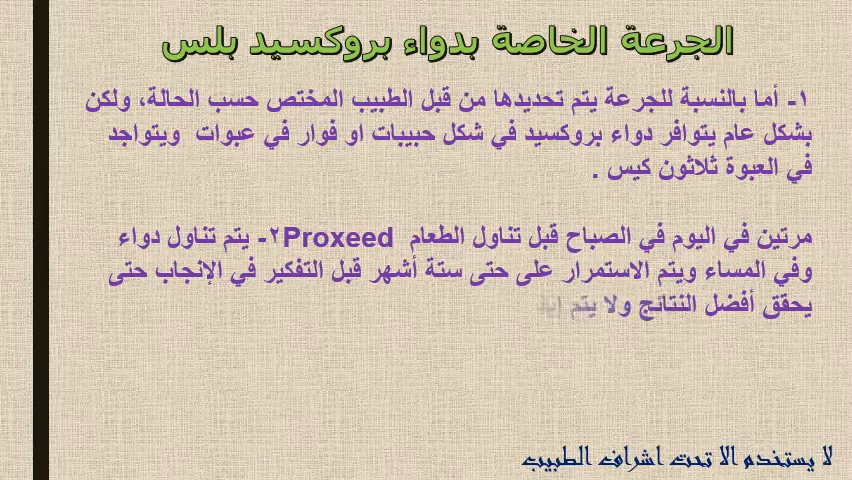 الجرعة الخاصة بدواء بروكسيد بلس
١- أما بالنسبة للجرعة يتم تحديدها من قبل الطبيب المختص حسب الحالة، ولكن
بشكل عام يتوافر دواء بروكسيد في شكل حبيبات او فوار في عبوات ويتواجد
في العبوة ثلاثون كيس .
مرتين في اليوم في الصباح قبل تناول الطعام Proxeed٢- يتم تناول دواء
وفي المساء ويتم الاستمرار على حتى ستة أشهر قبل التفكير في الإنجاب حتى
يحقق أفضل النتائج ولا يتم
لا يستخدم الا تحت اشراف الطبيب